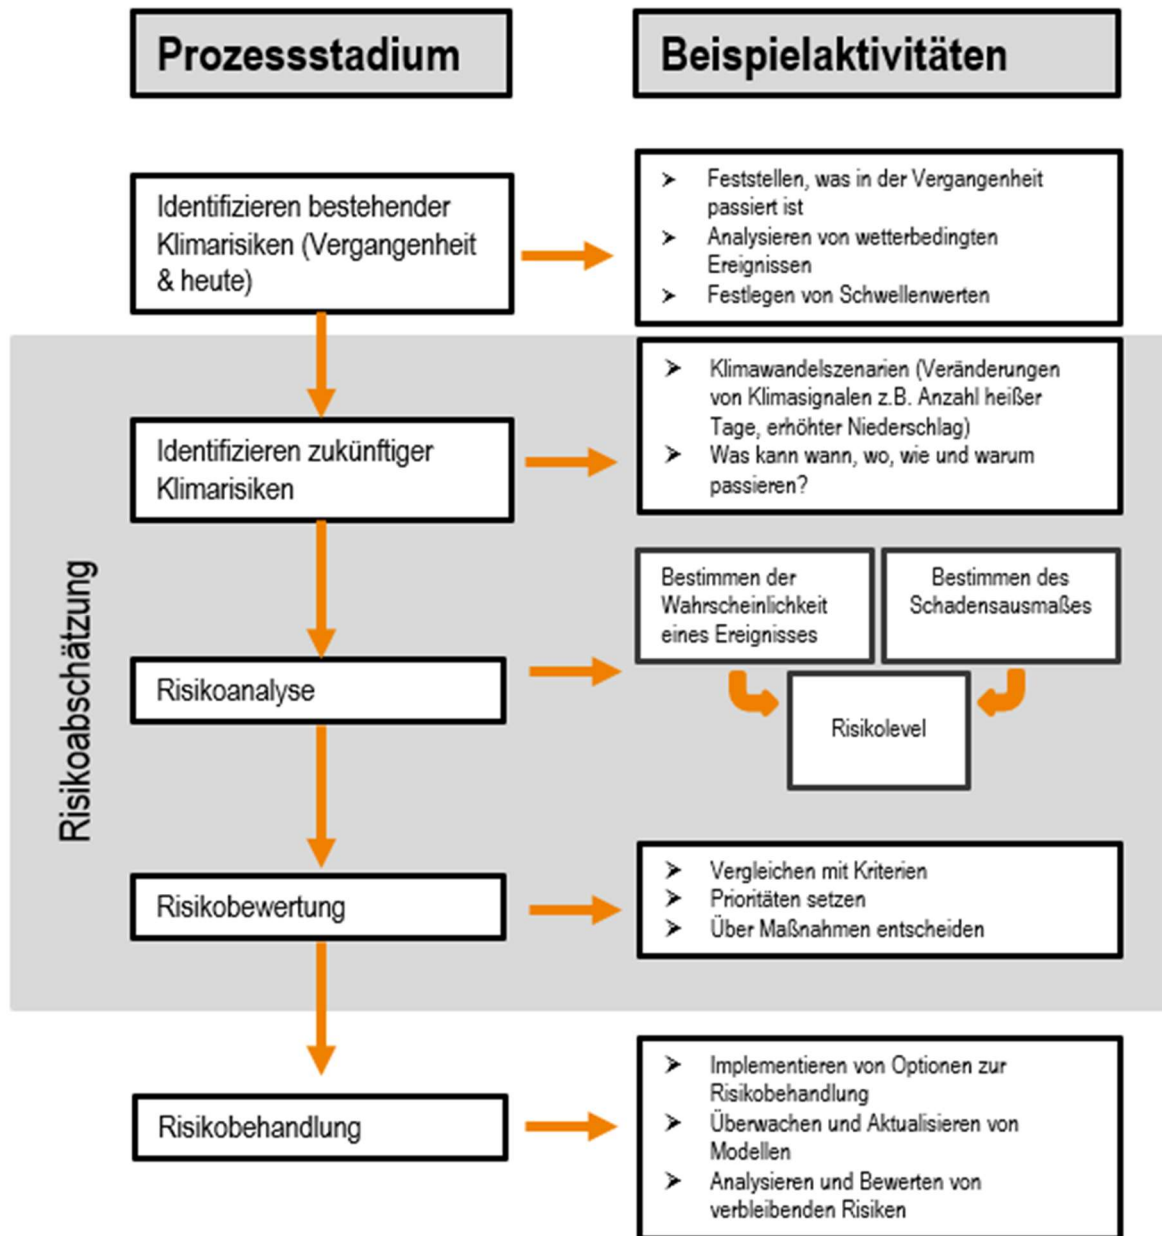 Prozessstadium
Beispielaktivitäten
Identifizieren bestehender
Klimarisiken (Vergangenheit
& heute)
➢ Feststellen, was in der Vergangenheit
passiert ist
➢ Analysieren von wetterbedingten
Ereignissen
➢ Festlegen von Schwellenwerten
Risikoabschätzung
Identifizieren zukünftiger
Klimarisiken
➢ Klimawandelszenarien (Veränderungen
von Klimasignalen z.B. Anzahl heißer
Tage, erhöhter Niederschlag)
➢ Was kann wann, wo, wie und warum
passieren?
Risikoanalyse
Bestimmen der
Wahrscheinlichkeit
eines Ereignisses
Bestimmen des
Schadensausmaßes
Risikolevel
Risikobewertung
➢ Vergleichen mit Kriterien
➢ Prioritäten setzen
➢ Über Maßnahmen entscheiden
Risikobehandlung
➢ Implementieren von Optionen zur
Risikobehandlung
➢ Überwachen und Aktualisieren von
Modellen
➢ Analysieren und Bewerten von
verbleibenden Risiken